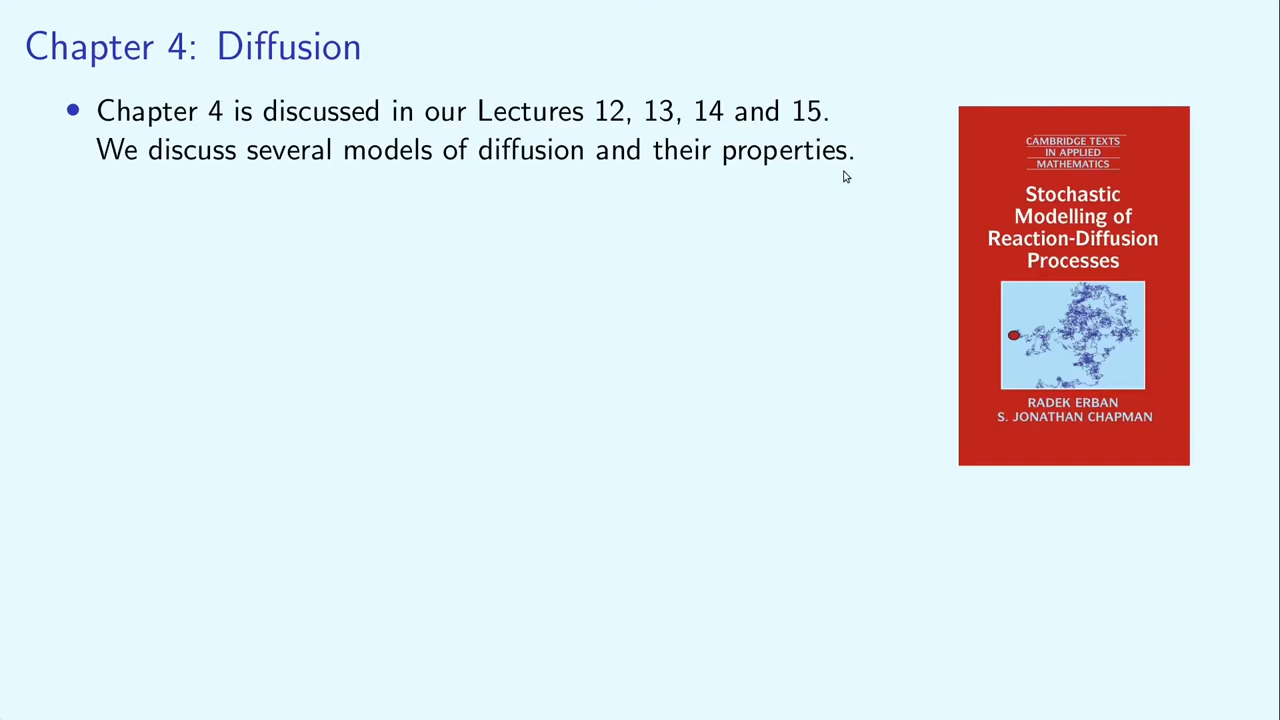 Chapter 4: Diffusion
• Chapter 4 is discussed in our Lectures 12, 13, 14 and 15.
We discuss several models of diffusion and their properties.
CAMBRIDGE TEXTS
IN APPLIED
MATHEMATICS
Stochastic
Modelling of
Reaction-Diffusion
Processes
RADEK ERBAN
S. JONATHAN CHAPMAN